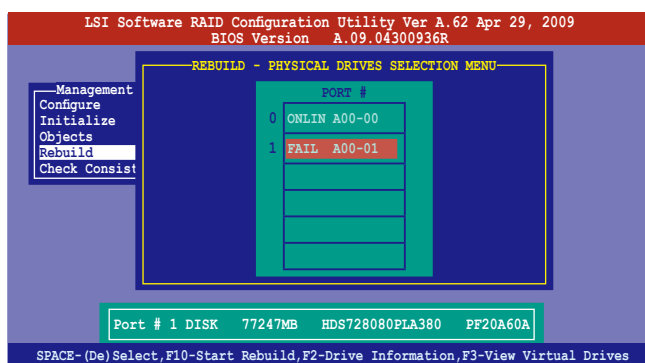 LSI Software RAID Configuration Utility Ver A.62 Apr 29, 2009
BIOS Version A.09.04300936R
REBUILD - PHYSICAL DRIVES SELECTION MENU
Management
Configure
Initialize
Objects
Rebuild
Check Consist
PORT #
0 ONLIN A00-00
1 FAIL A00-01
Port # 1 DISK 77247MB HDS728080PLA380 PF20A60A
SPACE-(De)Select,F10-Start Rebuild,F2-Drive Information,F3-View Virtual Drives